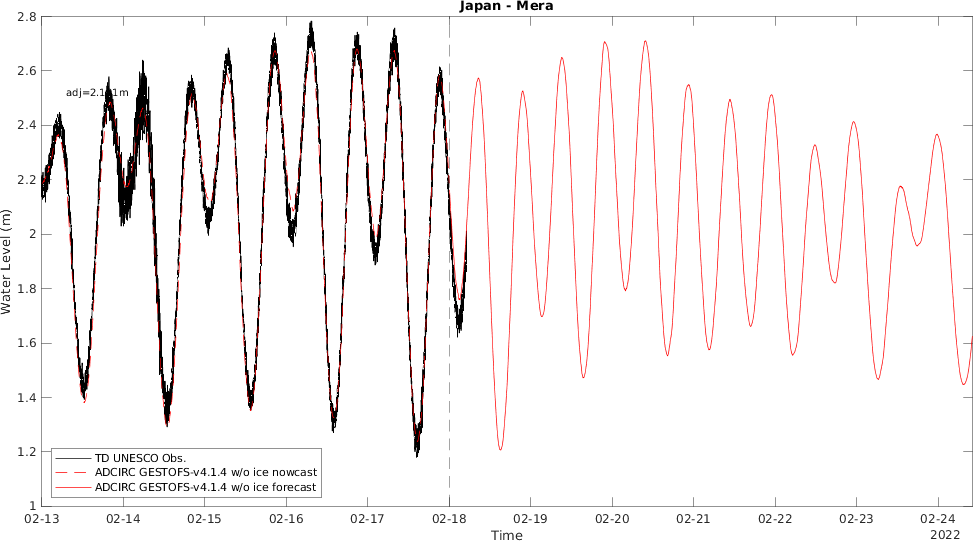 Japan - Mera
Water Level (m)
2.8
2.6
2.4
2.2
2
1.8
1.6
1.4
1.2
1
TD UNESCO Obs.
ADCIRC GESTOFS-v4.1.4 w/o ice nowcast
ADCIRC GESTOFS-v4.1.4 w/o ice forecast
02-13 02-14 02-15 02-16 02-17 02-18 02-19 02-20 02-21 02-22 02-23 02-24
Time
2022